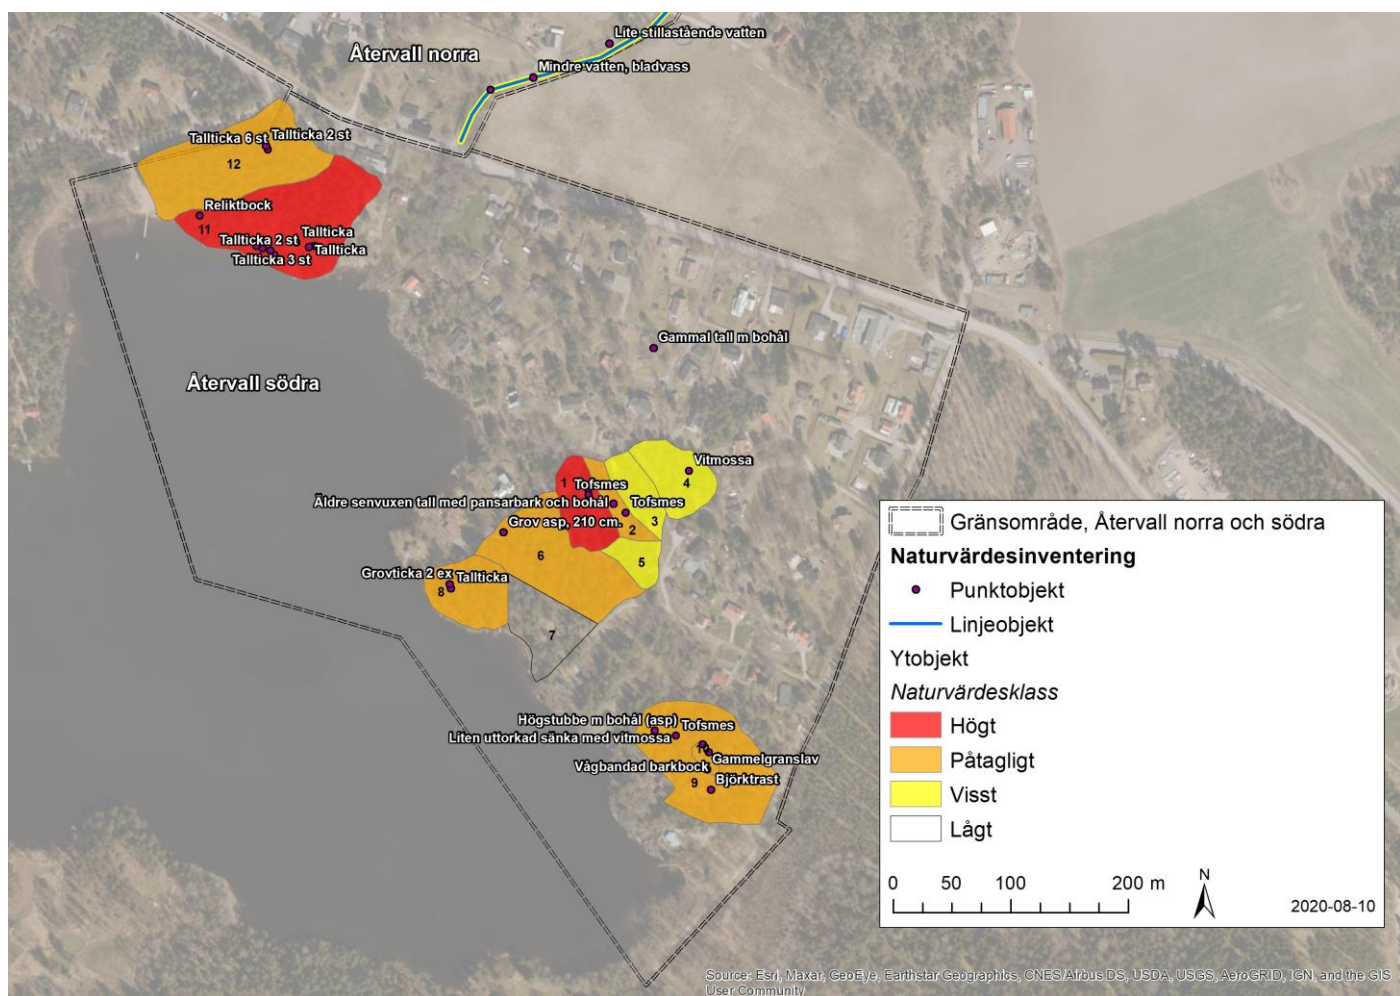 Lite stillastående vatten
Återvall norra
Mindre vatten, bladvass
Tallticka 6 st
Tallticka 2 st
12
Reliktbock
11
Tallticka
Tallticka 2 st
Tallticka
Tallticka 3 st
Gammal tall m bohål
Återvall södra
Vitmossa
1
Tofsmes
4
Äldre senvuxen tall med pansarbark och bohål
Tofsmes
Grov asp, 210 cm.
3
2
6
5
Grovticka 2 ex
Tallticka
8
7
Högstubbe m bohål (asp)
Tofsmes
Liten uttorkad sänka med vitmossa
Gammelgranslav
Vågbandad barkbock
9
Björktrast
Gränsområde, Återvall norra och södra
Naturvärdesinventering
Punktobjekt
Linjeobjekt
Ytobjekt
Naturvärdesklass
Högt
Påtagligt
Visst
Lågt
0 50 100 200 m
N
2020-08-10
Source: Esri, Maxar, GeoEye, Earthstar Geographics, CNES/Airbus DS, USDA, USGS, AeroGRID, IGN, and the GIS
User Community